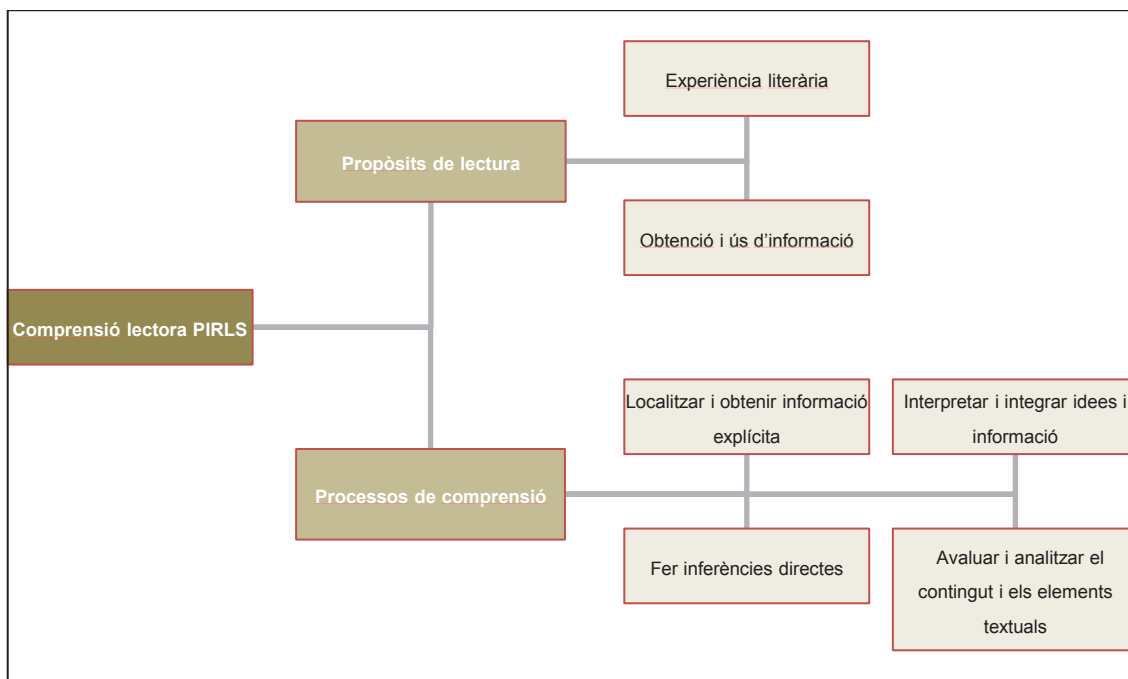 Experiència literària
Propòsits de lectura
Obtenció i ús d’informació
Comprensió lectora PIRLS
Localitzar i obtenir informació
explícita
Interpretar i integrar idees i
informació
Processos de comprensió
Fer inferències directes
Avaluar i analitzar el
contingut i els elements
textuals